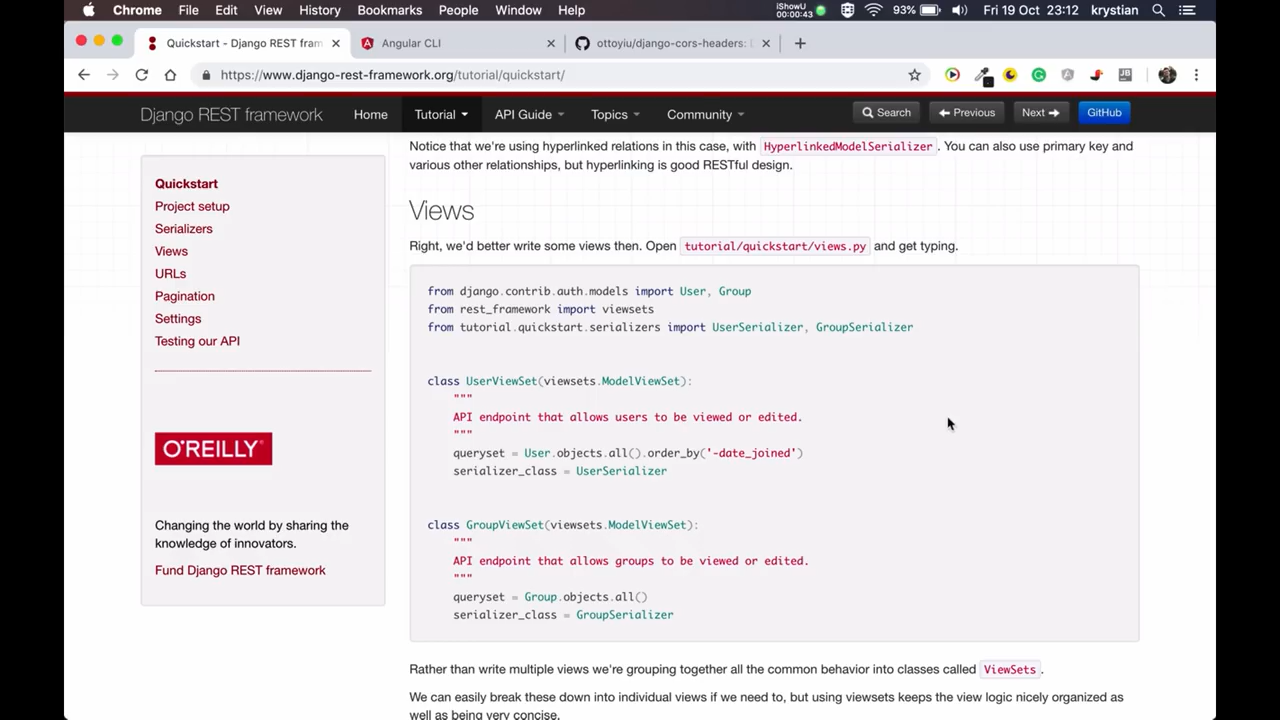 Chrome File Edit View History Bookmarks People Window Help iShowU 00:00:43 93% Fri 19 Oct 23:12 krystian
Quickstart - Django REST fram Angular CLI ottoyiu/django-cors-headers:
https://www.django-rest-framework.org/tutorial/quickstart/
Django REST framework Home Tutorial API Guide Topics Community Search Previous Next GitHub
Quickstart
Project setup
Serializers
Views
URLs
Pagination
Settings
Testing our API
O'REILLY
Changing the world by sharing the
knowledge of innovators.
Fund Django REST framework
Notice that we're using hyperlinked relations in this case, with HyperlinkedModelSerializer. You can also use primary key and
various other relationships, but hyperlinking is good RESTful design.
Views
Right, we'd better write some views then. Open tutorial/quickstart/views.py and get typing.
from django.contrib.auth.models import User, Group
from rest_framework import viewsets
from tutorial.quickstart.serializers import UserSerializer, GroupSerializer
class UserViewSet(viewsets.ModelViewSet):
"""
API endpoint that allows users to be viewed or edited.
"""
queryset = User.objects.all().order_by('-date_joined')
serializer_class = UserSerializer
class GroupViewSet(viewsets.ModelViewSet):
"""
API endpoint that allows groups to be viewed or edited.
"""
queryset = Group.objects.all()
serializer_class = GroupSerializer
Rather than write multiple views we're grouping together all the common behavior into classes called ViewSets.
We can easily break these down into individual views if we need to, but using viewsets keeps the view logic nicely organized as
well as being very concise.